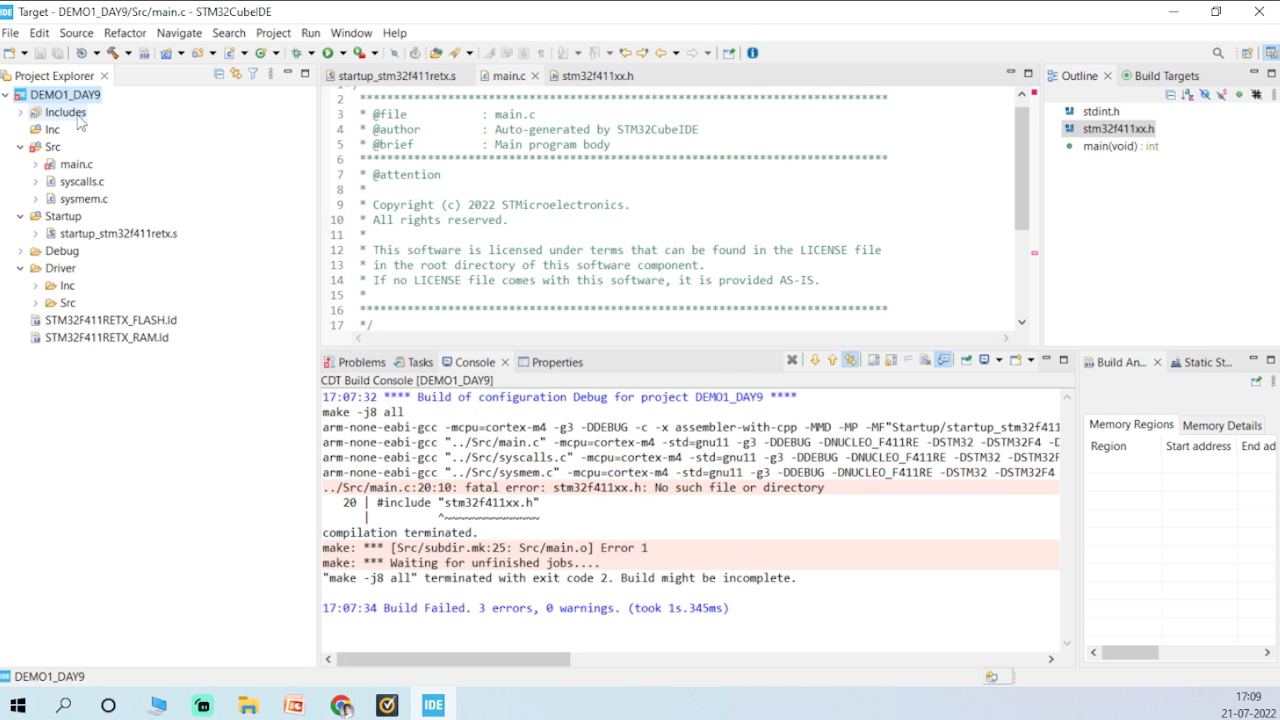 IDE Target - DEMO1_DAY9/Src/main.c - STM32CubeIDE
File Edit Source Refactor Navigate Search Project Run Window Help
Project Explorer
DEMO1_DAY9
Includes
Inc
Src
main.c
syscalls.c
sysmem.c
Startup
startup_stm32f411retx.s
Debug
Driver
Inc
Src
STM32F411RETX_FLASH.ld
STM32F411RETX_RAM.ld
startup_stm32f411retx.s main.c stm32f411xx.h
2 ******************************************************************************
3 * @file : main.c
4 * @author : Auto-generated by STM32CubeIDE
5 * @brief : Main program body
6 ******************************************************************************
7 * @attention
8 *
9 * Copyright (c) 2022 STMicroelectronics.
10 * All rights reserved.
11 *
12 * This software is licensed under terms that can be found in the LICENSE file
13 * in the root directory of this software component.
14 * If no LICENSE file comes with this software, it is provided AS-IS.
15 *
16 ******************************************************************************
17 */
Outline Build Targets
stdint.h
stm32f411xx.h
main(void) : int
Problems Tasks Console Properties
CDT Build Console [DEMO1_DAY9]
17:07:32 **** Build of configuration Debug for project DEMO1_DAY9 ****
make -j8 all
arm-none-eabi-gcc -mcpu=cortex-m4 -g3 -DDEBUG -c -x assembler-with-cpp -MMD -MP -MF"Startup/startup_stm32f411
arm-none-eabi-gcc "../Src/main.c" -mcpu=cortex-m4 -std=gnu11 -g3 -DDEBUG -DNUCLEO_F411RE -DSTM32 -DSTM32F4 -D
arm-none-eabi-gcc "../Src/syscalls.c" -mcpu=cortex-m4 -std=gnu11 -g3 -DDEBUG -DNUCLEO_F411RE -DSTM32 -DSTM32F
arm-none-eabi-gcc "../Src/sysmem.c" -mcpu=cortex-m4 -std=gnu11 -g3 -DDEBUG -DNUCLEO_F411RE -DSTM32 -DSTM32F4
../Src/main.c:20:10: fatal error: stm32f411xx.h: No such file or directory
20 | #include "stm32f411xx.h"
| ^~~~~~~~~~~~~~~
compilation terminated.
make: *** [Src/subdir.mk:25: Src/main.o] Error 1
make: *** Waiting for unfinished jobs....
"make -j8 all" terminated with exit code 2. Build might be incomplete.
17:07:34 Build Failed. 3 errors, 0 warnings. (took 1s.345ms)
Build An... Static St...
Memory Regions Memory Details
Region Start address End ad
DEMO1_DAY9
IDE
17:09
21-07-2022